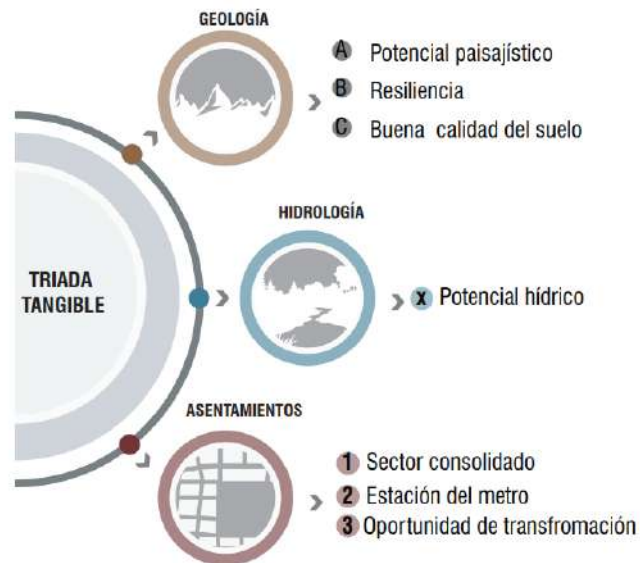 GEOLOGÍA
A Potencial paisajístico
B Resiliencia
C Buena calidad del suelo
TRIADA
TANGIBLE
HIDROLOGÍA
X Potencial hídrico
ASENTAMIENTOS
1 Sector consolidado
2 Estación del metro
3 Oportunidad de transfromación